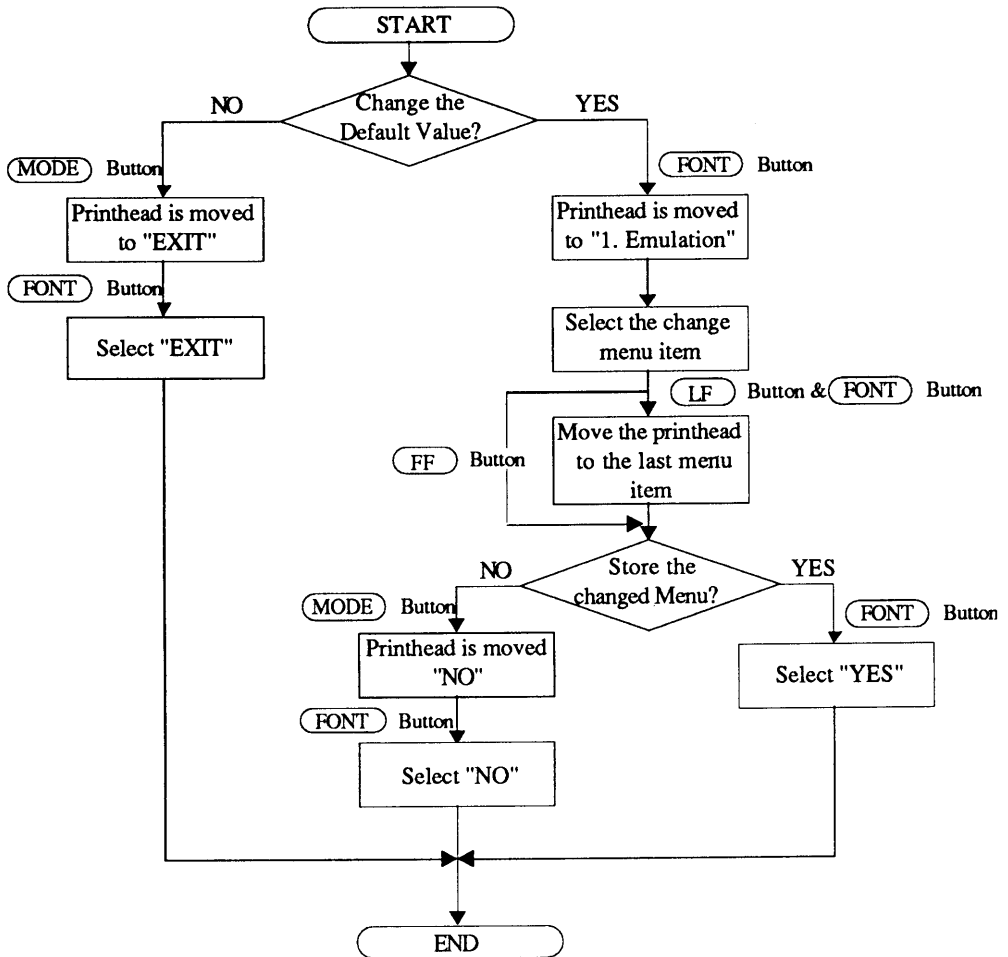 START
NO
Change the
Default Value?
YES
MODE Button
FONT Button
Printhead is moved
to "EXIT"
Printhead is moved
to "1. Emulation"
FONT Button
Select "EXIT"
Select the change
menu item
LF Button & FONT Button
Move the printhead
to the last menu
item
FF Button
NO
Store the
changed Menu?
YES
MODE Button
FONT Button
Printhead is moved
"NO"
Select "YES"
FONT Button
Select "NO"
END